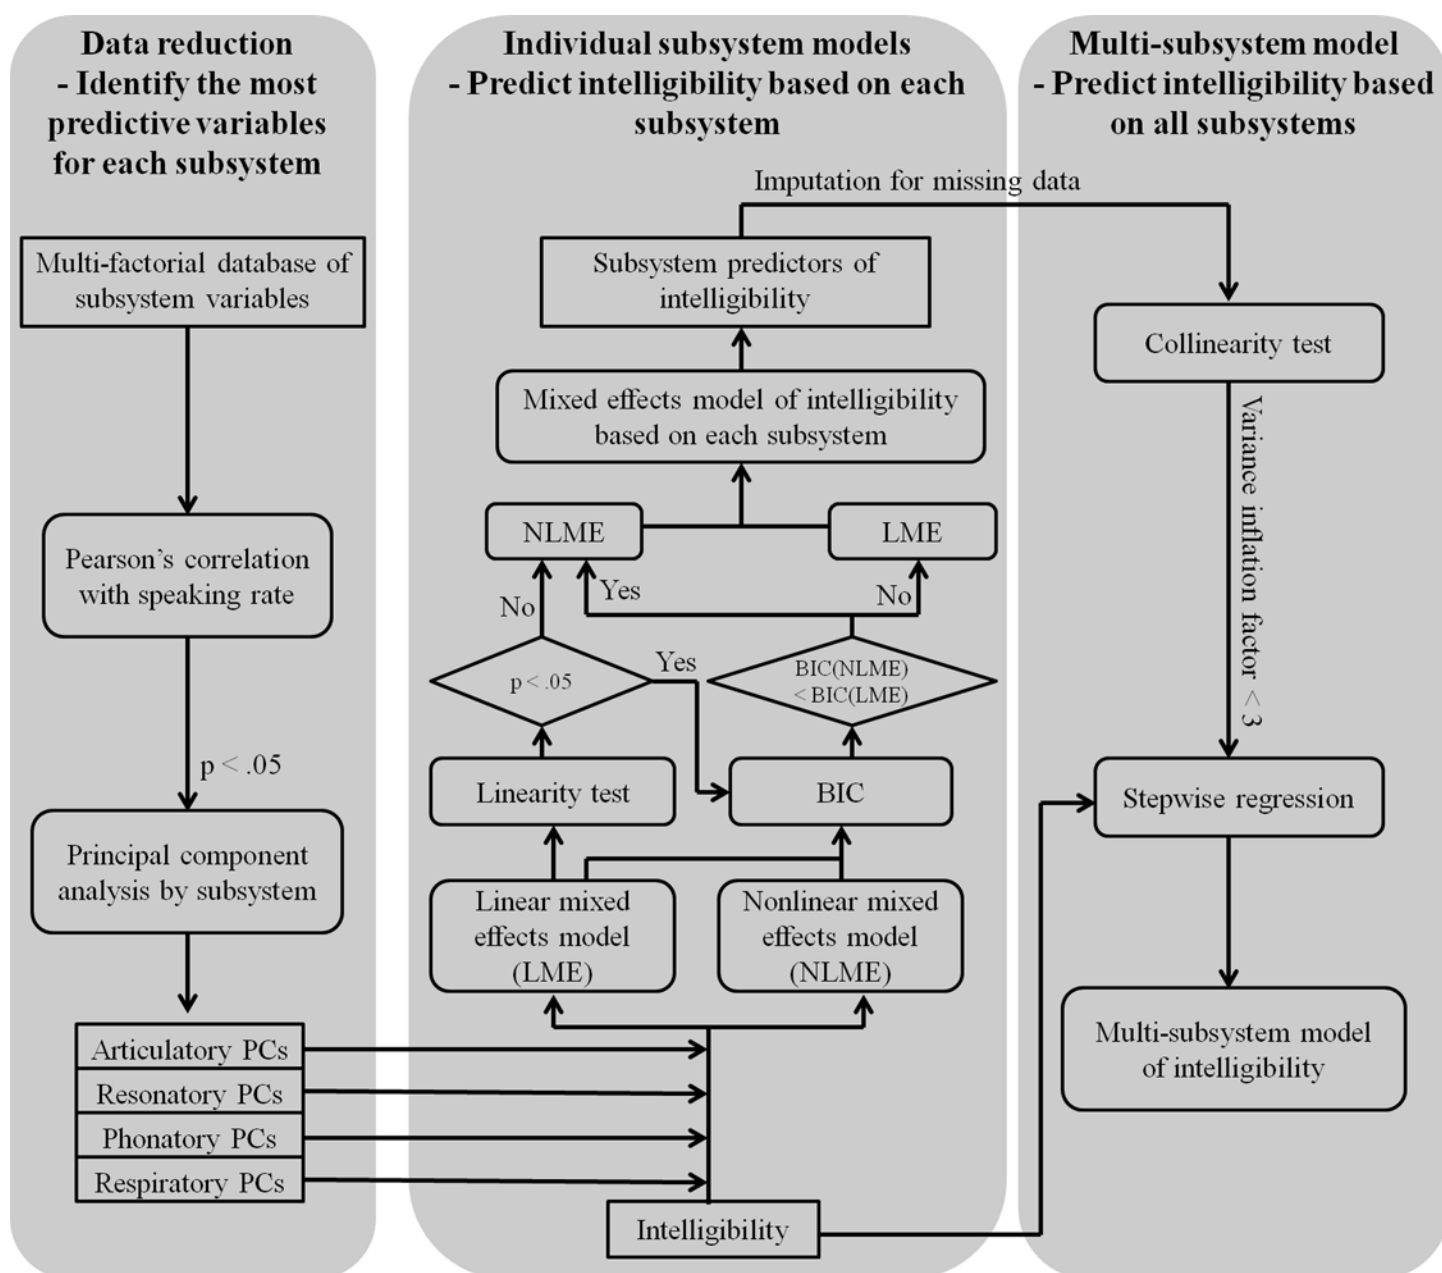 Data reduction
- Identify the most
predictive variables
for each subsystem
Multi-factorial database of
subsystem variables
Pearson's correlation
with speaking rate
p < .05
Principal component
analysis by subsystem
Articulatory PCs
Resonatory PCs
Phonatory PCs
Respiratory PCs
Individual subsystem models
- Predict intelligibility based on each
subsystem
Imputation for missing data
Subsystem predictors of
intelligibility
Mixed effects model of intelligibility
based on each subsystem
NLME
LME
No
Yes
No
p < .05
Yes
BIC(NLME)
< BIC(LME)
Linearity test
BIC
Linear mixed
effects model
(LME)
Nonlinear mixed
effects model
(NLME)
Intelligibility
Multi-subsystem model
- Predict intelligibility based
on all subsystems
Collinearity test
Variance inflation factor < 3
Stepwise regression
Multi-subsystem model
of intelligibility